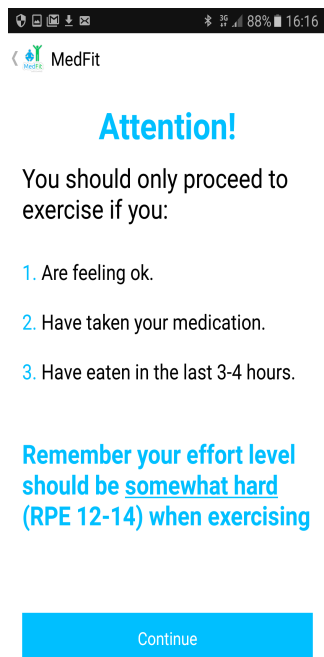 3G 88% 16:16
MedFit
MedFit
Attention!
You should only proceed to
exercise if you:
1. Are feeling ok.
2. Have taken your medication.
3. Have eaten in the last 3-4 hours.
Remember your effort level
should be somewhat hard
(RPE 12-14) when exercising
Continue